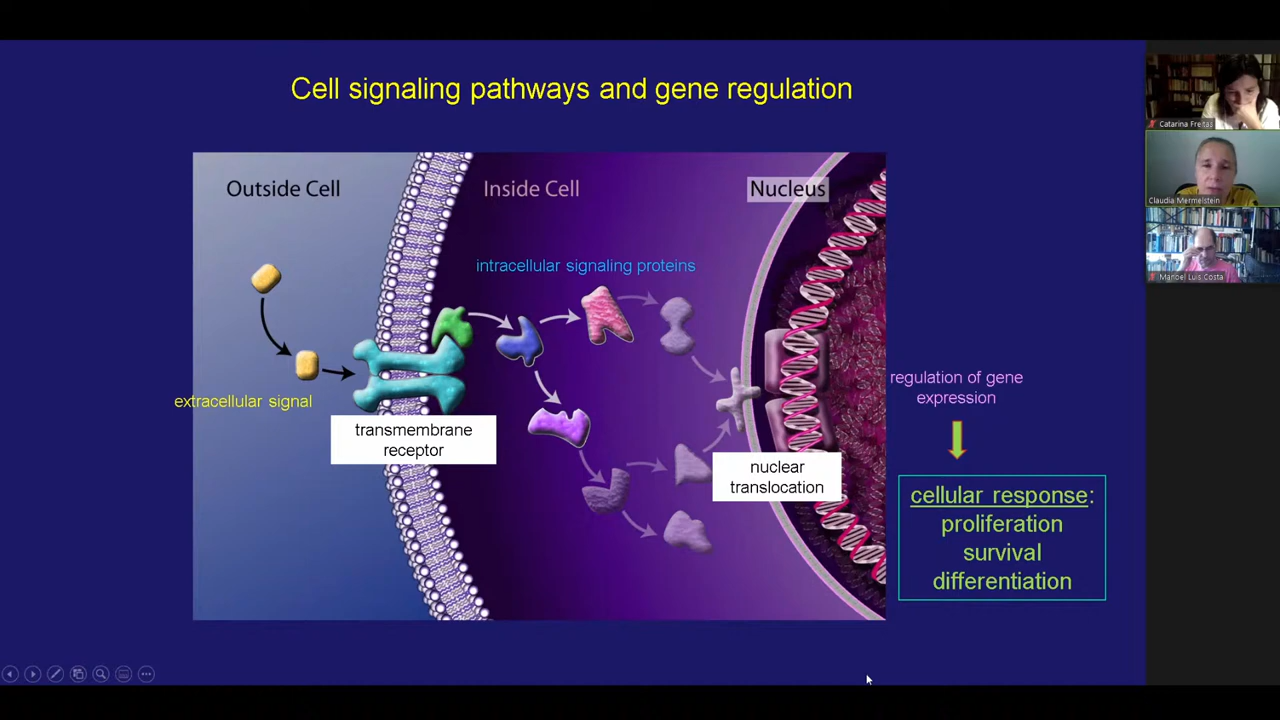 Cell signaling pathways and gene regulation
Outside Cell
Inside Cell
Nucleus
intracellular signaling proteins
extracellular signal
transmembrane
receptor
nuclear
translocation
regulation of gene
expression
cellular response:
proliferation
survival
differentiation
Catarina Freitas
Claudia Mermelstein
Manoel Luis Costa